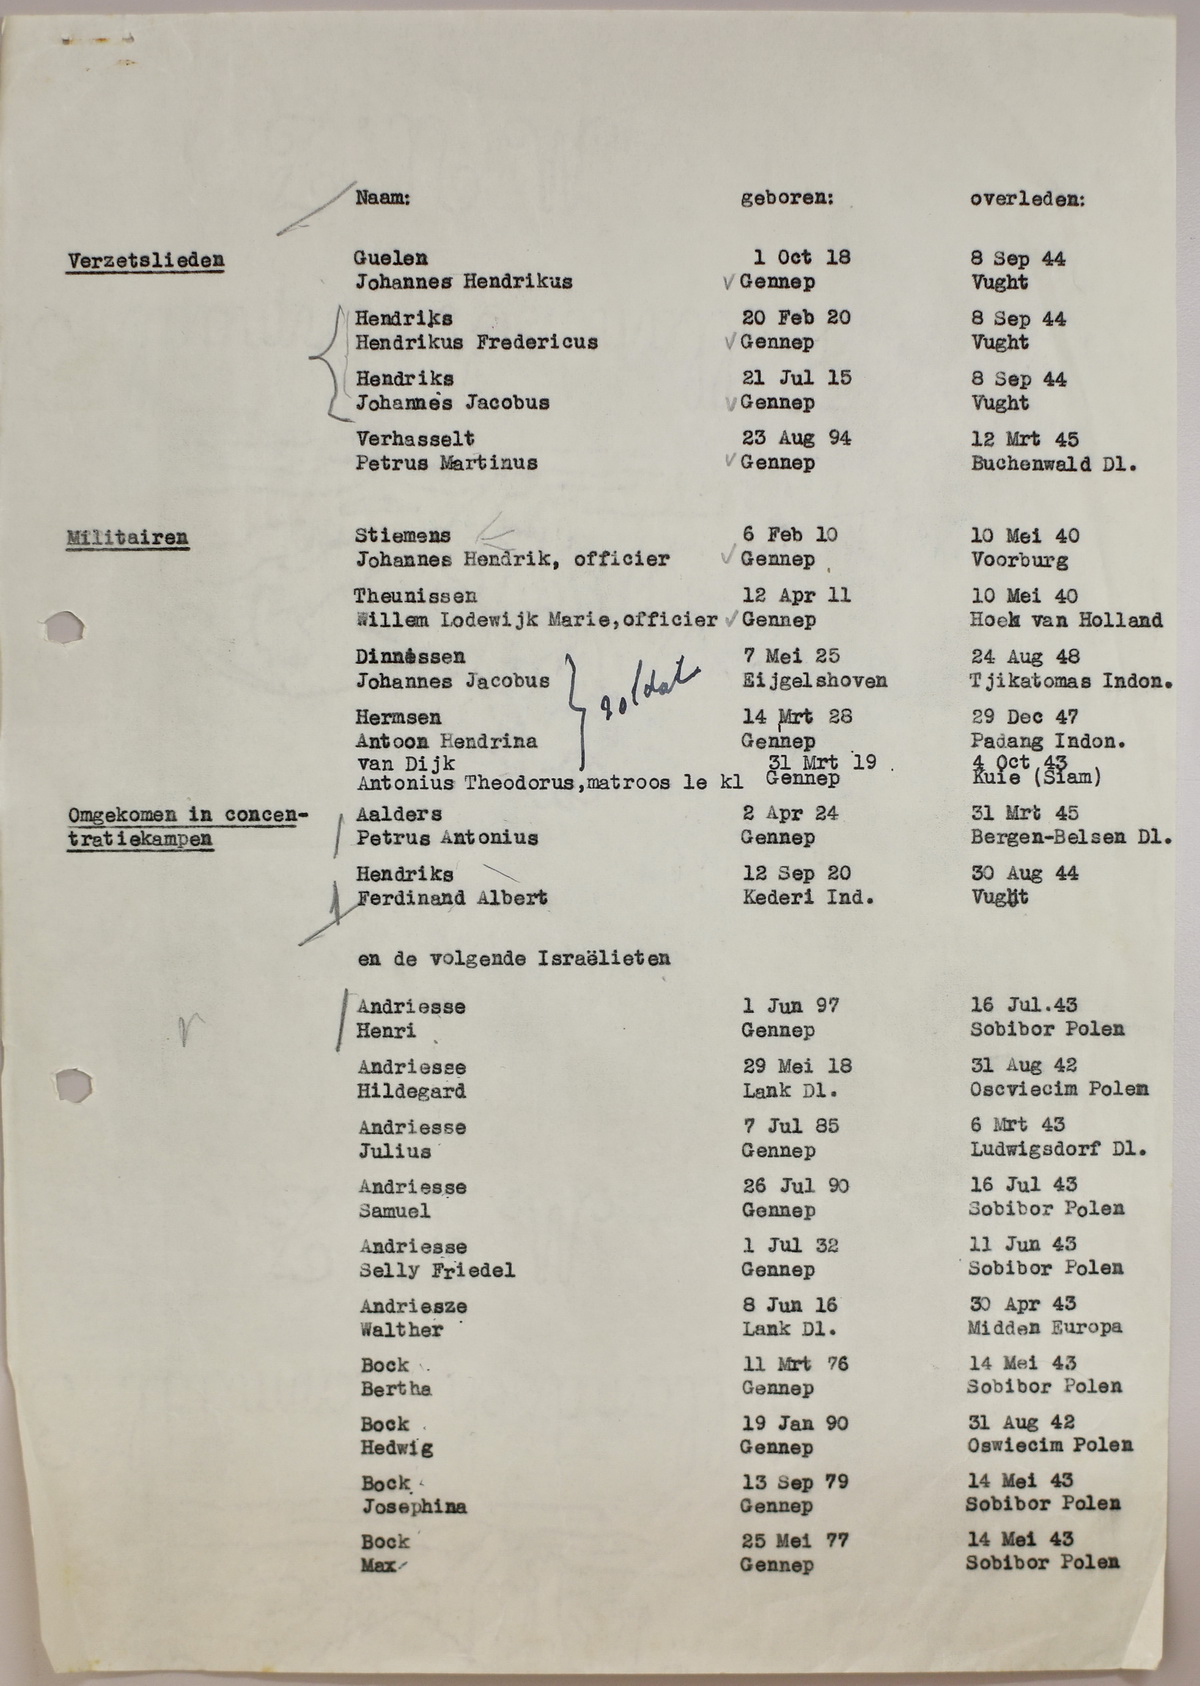 Naam: geboren: overleden:
Verzetslieden Guelen 1 Oct 18 8 Sep 44
Johannes Hendrikus Gennep Vught
Hendriks 20 Feb 20 8 Sep 44
Hendrikus Fredericus Gennep Vught
Hendriks 21 Jul 15 8 Sep 44
Johannes Jacobus Gennep Vught
Verhasselt 23 Aug 94 12 Mrt 45
Petrus Martinus Gennep Buchenwald Dl.
Militairen Stiemens 6 Feb 10 10 Mei 40
Johannes Hendrik, officier Gennep Voorburg
Theunissen 12 Apr 11 10 Mei 40
Willem Lodewijk Marie,officier Gennep Hoek van Holland
Dinnessen 7 Mei 25 24 Aug 48
Johannes Jacobus soldat Eijgelshoven Tjikatomas Indon.
Hermsen 14 Mrt 28 29 Dec 47
Antoon Hendrina Gennep Padang Indon.
van Dijk 31 Mrt 19 4 Oct 43
Antonius Theodorus,matroos 1e kl Gennep Kuie (Siam)
Omgekomen in concen- Aalders 2 Apr 24 31 Mrt 45
tratiekampen Petrus Antonius Gennep Bergen-Belsen Dl.
Hendriks 12 Sep 20 30 Aug 44
Ferdinand Albert Kederi Ind. Vught
en de volgende Israëlieten
Andriesse 1 Jun 97 16 Jul.43
Henri Gennep Sobibor Polen
Andriesse 29 Mei 18 31 Aug 42
Hildegard Lank Dl. Oscviecim Polen
Andriesse 7 Jul 85 6 Mrt 43
Julius Gennep Ludwigsdorf Dl.
Andriesse 26 Jul 90 16 Jul 43
Samuel Gennep Sobibor Polen
Andriesse 1 Jul 32 11 Jun 43
Selly Friedel Gennep Sobibor Polen
Andriesze 8 Jun 16 30 Apr 43
Walther Lank Dl. Midden Europa
Bock 11 Mrt 76 14 Mei 43
Bertha Gennep Sobibor Polen
Bock 19 Jan 90 31 Aug 42
Hedwig Gennep Oswiecim Polen
Bock 13 Sep 79 14 Mei 43
Josephina Gennep Sobibor Polen
Bock 25 Mei 77 14 Mei 43
Max Gennep Sobibor Polen